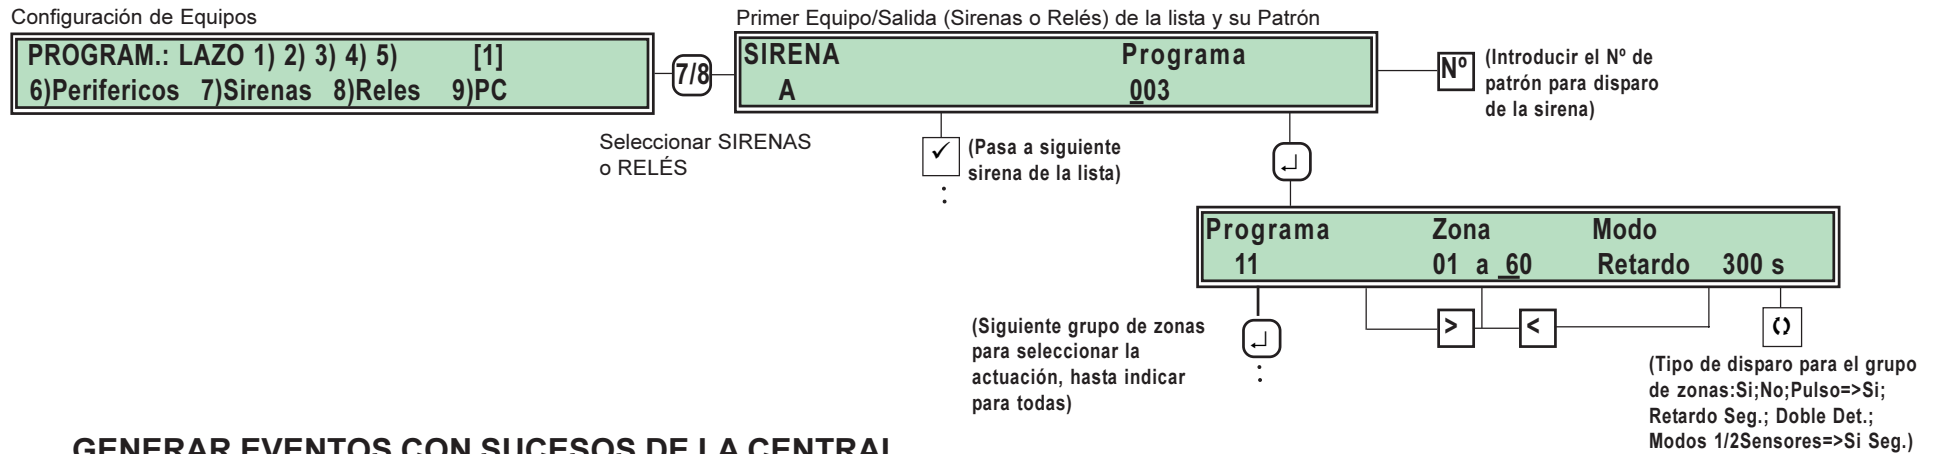 Configuración de Equipos
PROGRAM.: LAZO 1) 2) 3) 4) 5) [1]
6)Perifericos 7)Sirenas 8)Reles 9)PC
7/8
Seleccionar SIRENAS
o RELÉS
Primer Equipo/Salida (Sirenas o Relés) de la lista y su Patrón
SIRENA Programa
A 003
Nº
(Introducir el Nº de
patrón para disparo
de la sirena)
✓
(Pasa a siguiente
sirena de la lista)
↵
Programa Zona Modo
11 01 a 60 Retardo 300 s
↵
(Siguiente grupo de zonas
para seleccionar la
actuación, hasta indicar
para todas)
> <
(Tipo de disparo para el grupo
de zonas:Si;No;Pulso=>Si;
Retardo Seg.; Doble Det.;
Modos 1/2Sensores=>Si Seg.)
GENERAR EVENTOS CON SUCESOS DE LA CENTRAL